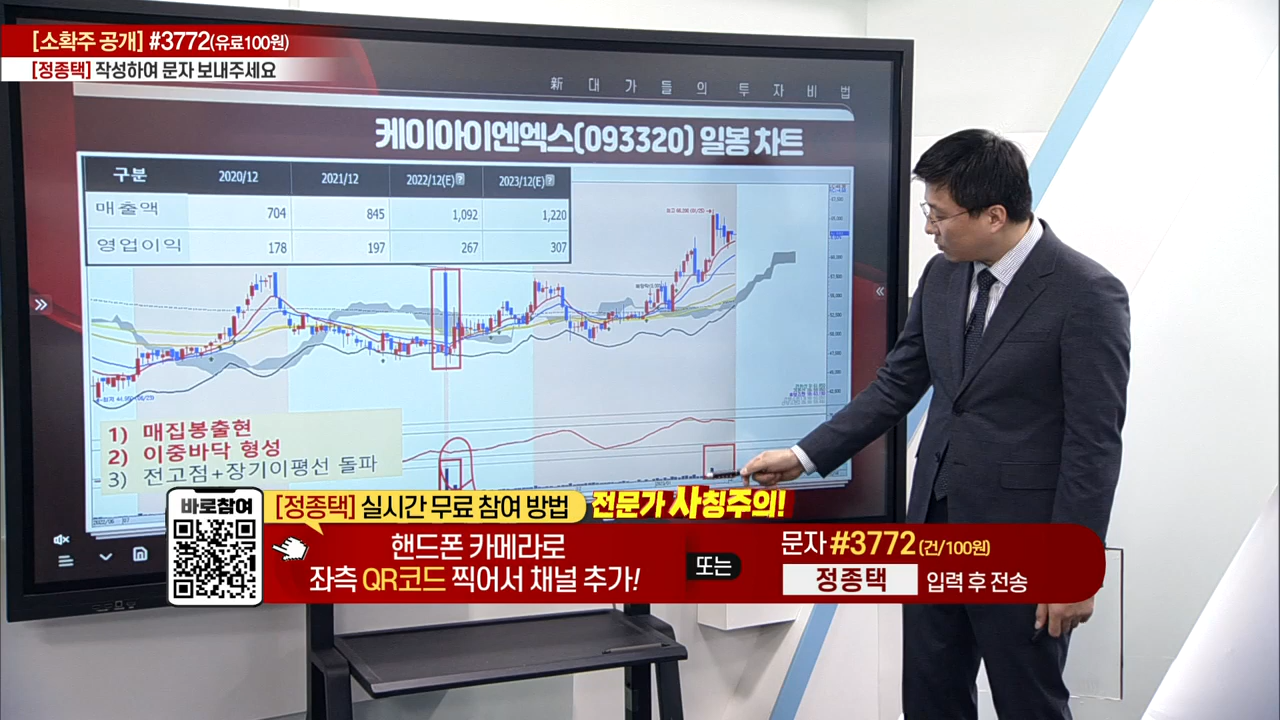 [소확주 공개] #3772(유료100원)
[정종택] 작성하여 문자 보내주세요
新 대 가 들 의 투 자 비 법
케이아이엔엑스(093320) 일봉 차트
구분 2020/12 2021/12 2022/12(E)? 2023/12(E)?
매출액 704 845 1,092 1,220
영업이익 178 197 267 307
1) 매집봉출현
2) 이중바닥 형성
3) 전고점+장기이평선 돌파
바로참여
[정종택] 실시간 무료 참여 방법
전문가 사칭주의!
핸드폰 카메라로
좌측 QR코드 찍어서 채널 추가!
또는
문자 #3772 (건/100원)
정종택 입력 후 전송